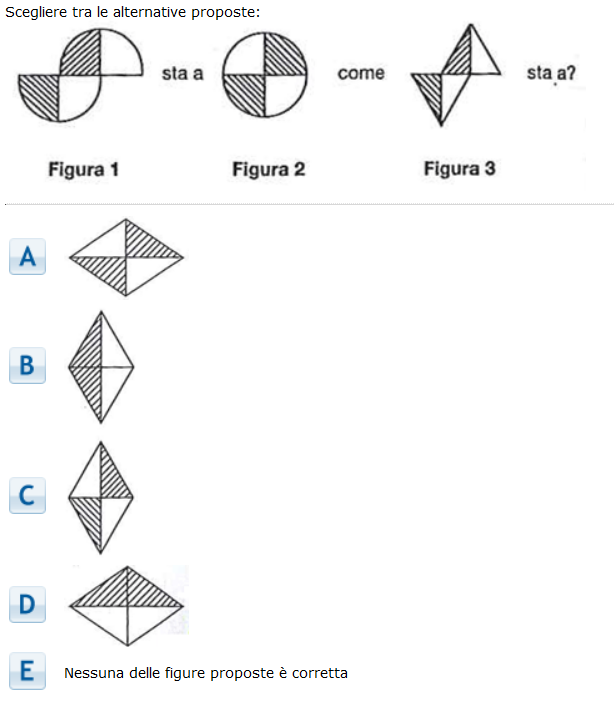 Scegliere tra le alternative proposte:
sta a come sta a?
Figura 1 Figura 2 Figura 3
A
B
C
D
E Nessuna delle figure proposte è corretta